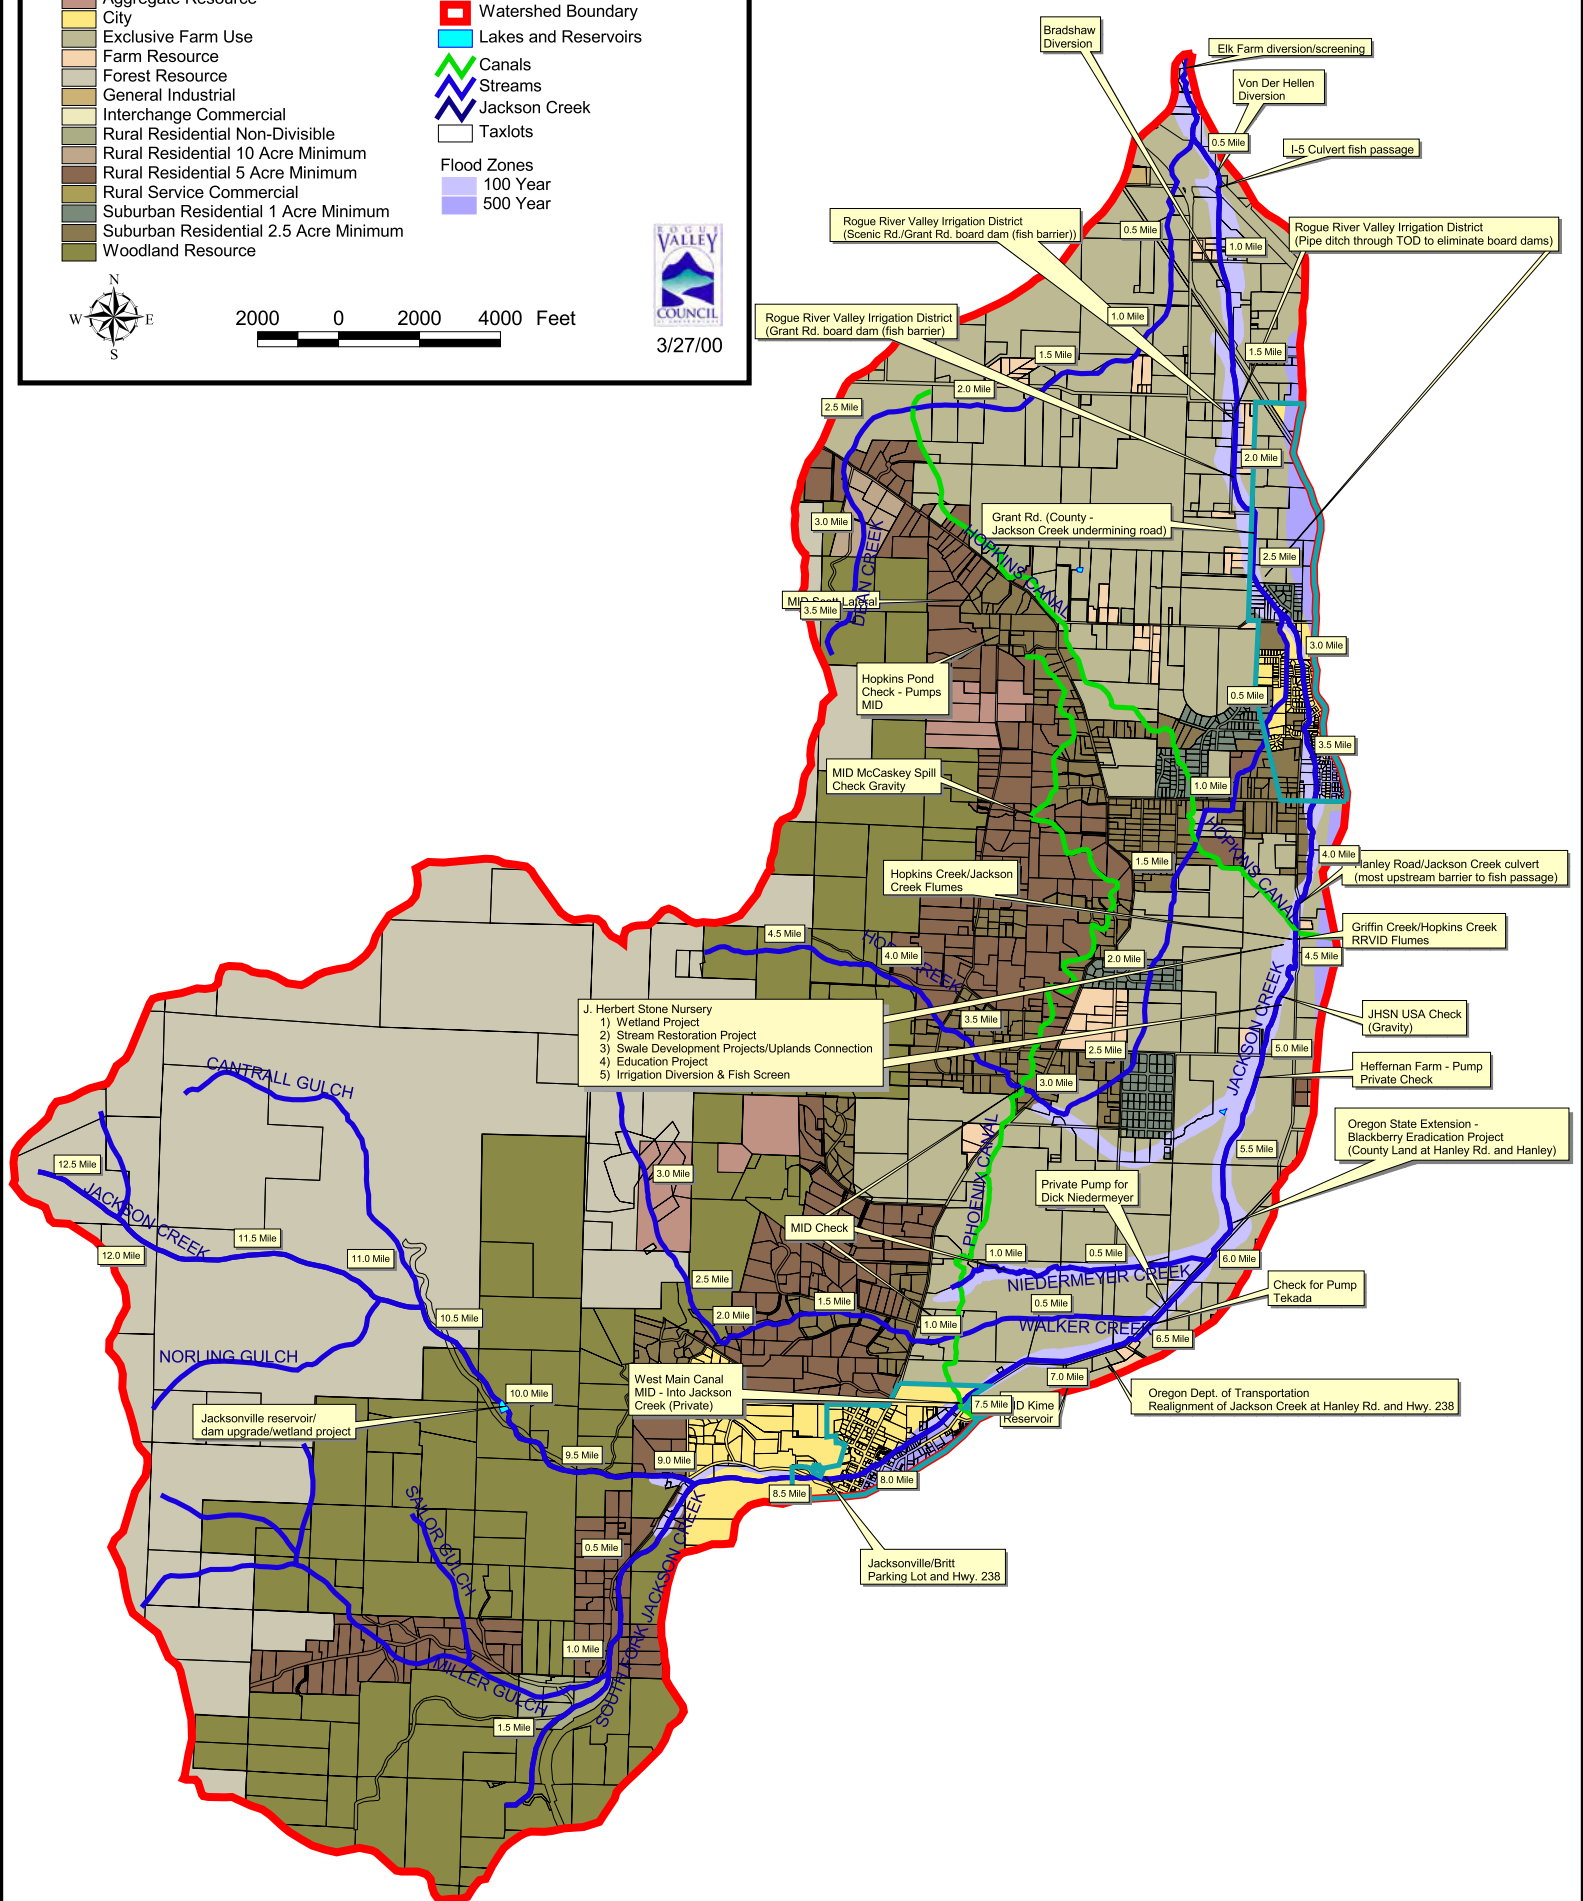 Aggregate Resource
City
Exclusive Farm Use
Farm Resource
Forest Resource
General Industrial
Interchange Commercial
Rural Residential Non-Divisible
Rural Residential 10 Acre Minimum
Rural Residential 5 Acre Minimum
Rural Service Commercial
Suburban Residential 1 Acre Minimum
Suburban Residential 2.5 Acre Minimum
Woodland Resource
Watershed Boundary
Lakes and Reservoirs
Canals
Streams
Jackson Creek
Taxlots
Flood Zones
100 Year
500 Year
N
W E
S
2000 0 2000 4000 Feet
ROGUE
VALLEY
COUNCIL
OF GOVERNMENTS
3/27/00
Bradshaw
Diversion
Elk Farm diversion/screening
Von Der Hellen
Diversion
0.5 Mile
I-5 Culvert fish passage
Rogue River Valley Irrigation District
(Scenic Rd./Grant Rd. board dam (fish barrier))
0.5 Mile
1.0 Mile
Rogue River Valley Irrigation District
(Pipe ditch through TOD to eliminate board dams)
Rogue River Valley Irrigation District
(Grant Rd. board dam (fish barrier)
1.0 Mile
1.5 Mile
1.5 Mile
2.0 Mile
2.5 Mile
2.0 Mile
3.0 Mile
DEAN CREEK
Grant Rd. (County -
Jackson Creek undermining road)
HOPKINS CANAL
2.5 Mile
MID Scott Lateral
3.5 Mile
3.0 Mile
Hopkins Pond
Check - Pumps
MID
0.5 Mile
3.5 Mile
MID McCaskey Spill
Check Gravity
1.0 Mile
HOPKINS CANAL
4.0 Mile
Hanley Road/Jackson Creek culvert
(most upstream barrier to fish passage)
1.5 Mile
Hopkins Creek/Jackson
Creek Flumes
Griffin Creek/Hopkins Creek
RRVID Flumes
4.5 Mile
4.5 Mile
4.0 Mile
CREEK
2.0 Mile
J. Herbert Stone Nursery
1) Wetland Project
2) Stream Restoration Project
3) Swale Development Projects/Uplands Connection
4) Education Project
5) Irrigation Diversion & Fish Screen
3.5 Mile
JHSN USA Check
(Gravity)
JACKSON CREEK
5.0 Mile
2.5 Mile
Heffernan Farm - Pump
Private Check
3.0 Mile
CANTRALL GULCH
Oregon State Extension -
Blackberry Eradication Project
(County Land at Hanley Rd. and Hanley)
5.5 Mile
12.5 Mile
3.0 Mile
PHOENIX CANAL
Private Pump for
Dick Niedermeyer
JACKSON CREEK
MID Check
11.5 Mile
12.0 Mile
11.0 Mile
1.0 Mile
0.5 Mile
6.0 Mile
NIEDERMEYER CREEK
2.5 Mile
Check for Pump
Tekada
1.5 Mile
0.5 Mile
2.0 Mile
10.5 Mile
1.0 Mile
WALKER CREEK
6.5 Mile
NORLING GULCH
West Main Canal
MID - Into Jackson
Creek (Private)
7.0 Mile
10.0 Mile
7.5 Mile
Kime
Reservoir
Oregon Dept. of Transportation
Realignment of Jackson Creek at Hanley Rd. and Hwy. 238
Jacksonville reservoir/
dam upgrade/wetland project
9.5 Mile
9.0 Mile
8.0 Mile
8.5 Mile
SAILOR GULCH
0.5 Mile
Jacksonville/Britt
Parking Lot and Hwy. 238
SOUTH FORK JACKSON CREEK
1.0 Mile
MILLER GULCH
1.5 Mile